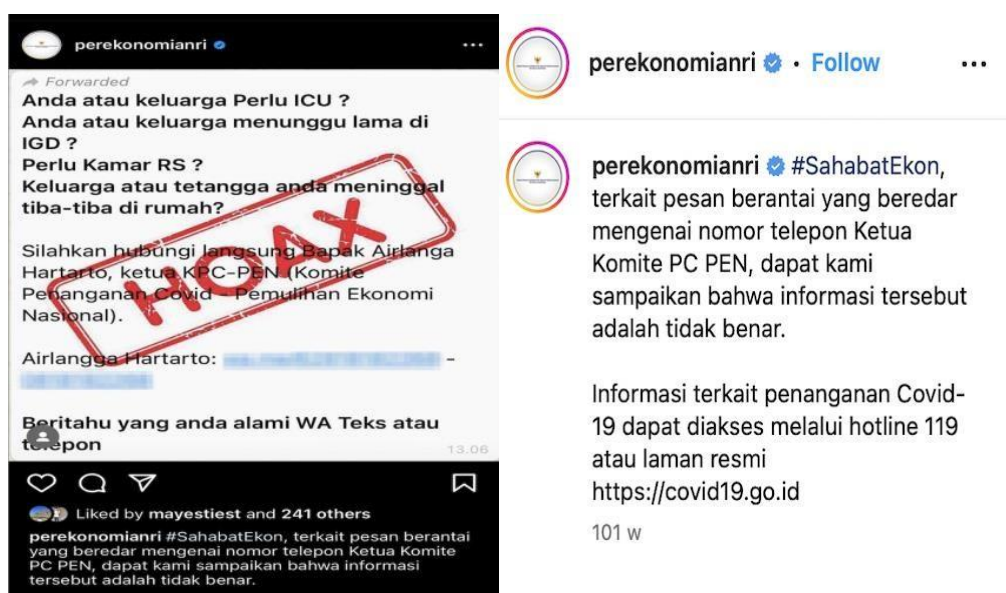 perekonomianri
Forwarded
Anda atau keluarga Perlu ICU ?
Anda atau keluarga menunggu lama di
IGD ?
Perlu Kamar RS ?
Keluarga atau tetangga anda meninggal
tiba-tiba di rumah?
Silahkan hubungi langsung Bapak Airlanga
Hartarto, ketua KPC-PEN (Komite
Penanganan Covid - Pemulihan Ekonomi
Nasional).
HOAX
Airlangga Hartarto: -
Beritahu yang anda alami WA Teks atau
telepon
13.06
Liked by mayestiest and 241 others
perekonomianri #SahabatEkon, terkait pesan berantai
yang beredar mengenai nomor telepon Ketua Komite
PC PEN, dapat kami sampaikan bahwa informasi
tersebut adalah tidak benar.
perekonomianri • Follow
perekonomianri #SahabatEkon,
terkait pesan berantai yang beredar
mengenai nomor telepon Ketua
Komite PC PEN, dapat kami
sampaikan bahwa informasi tersebut
adalah tidak benar.
Informasi terkait penanganan Covid-
19 dapat diakses melalui hotline 119
atau laman resmi
https://covid19.go.id
101 w